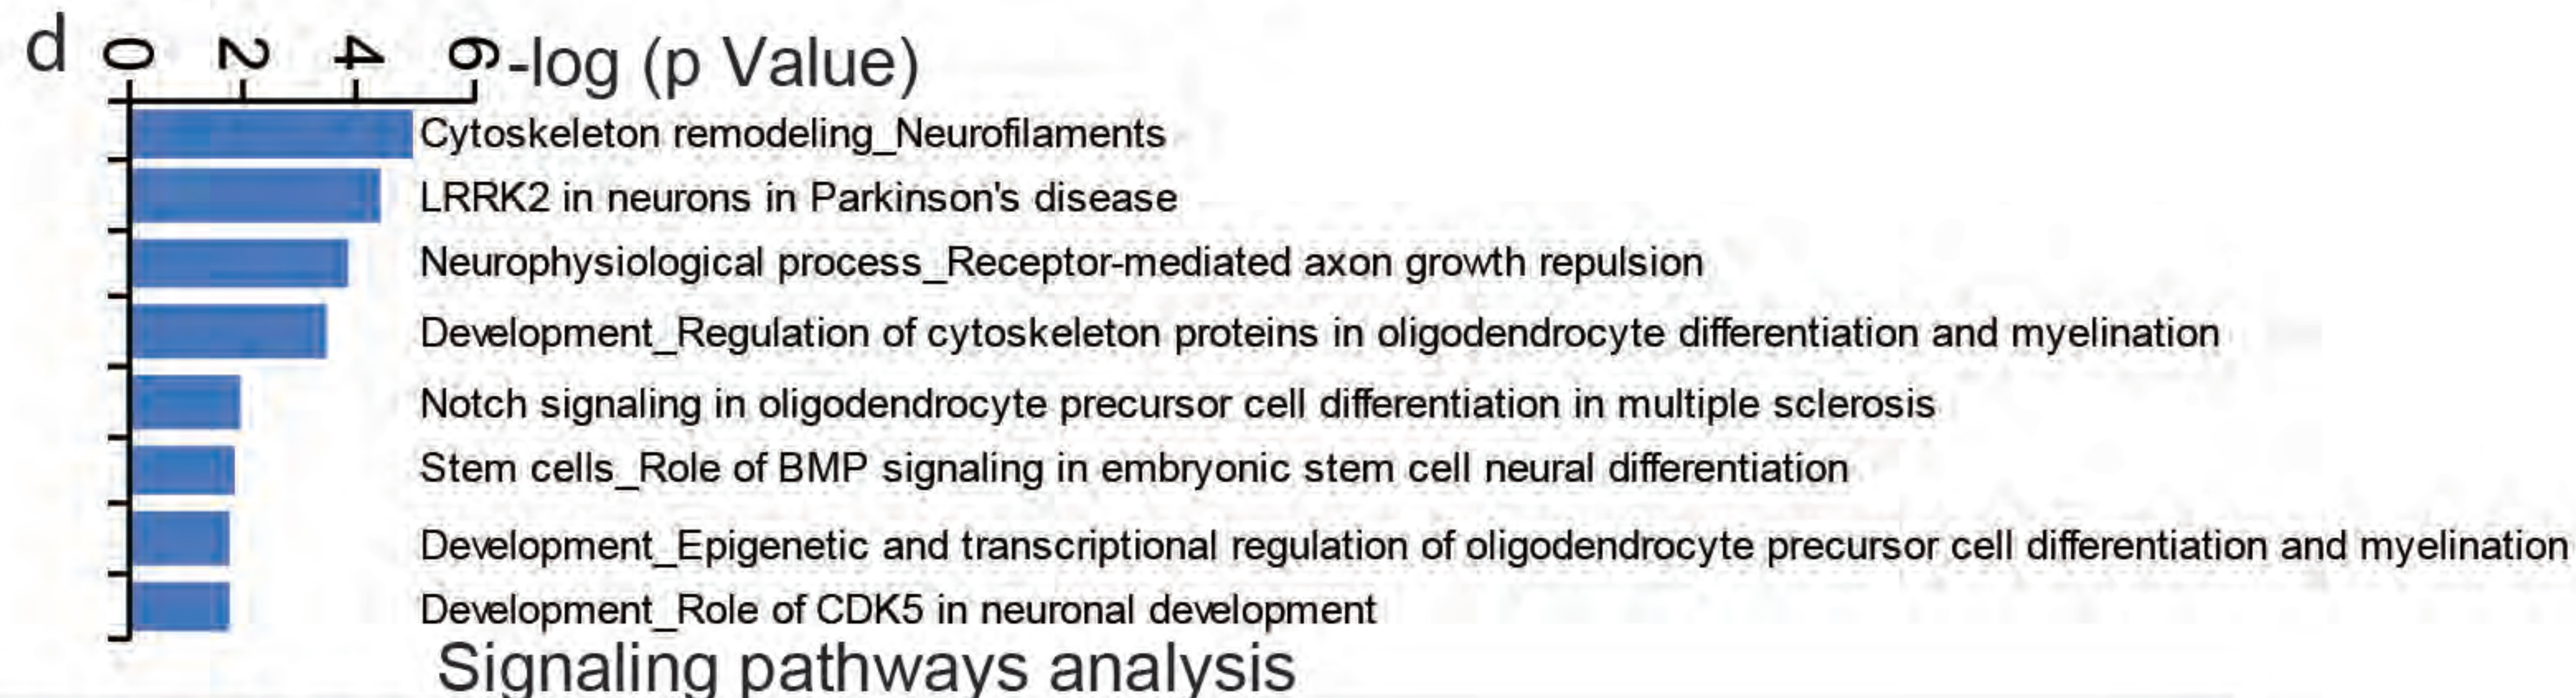 d
0 2 4 6 -log (p Value)
Cytoskeleton remodeling_Neurofilaments
LRRK2 in neurons in Parkinson's disease
Neurophysiological process_Receptor-mediated axon growth repulsion
Development_Regulation of cytoskeleton proteins in oligodendrocyte differentiation and myelination
Notch signaling in oligodendrocyte precursor cell differentiation in multiple sclerosis
Stem cells_Role of BMP signaling in embryonic stem cell neural differentiation
Development_Epigenetic and transcriptional regulation of oligodendrocyte precursor cell differentiation and myelination
Development_Role of CDK5 in neuronal development
Signaling pathways analysis